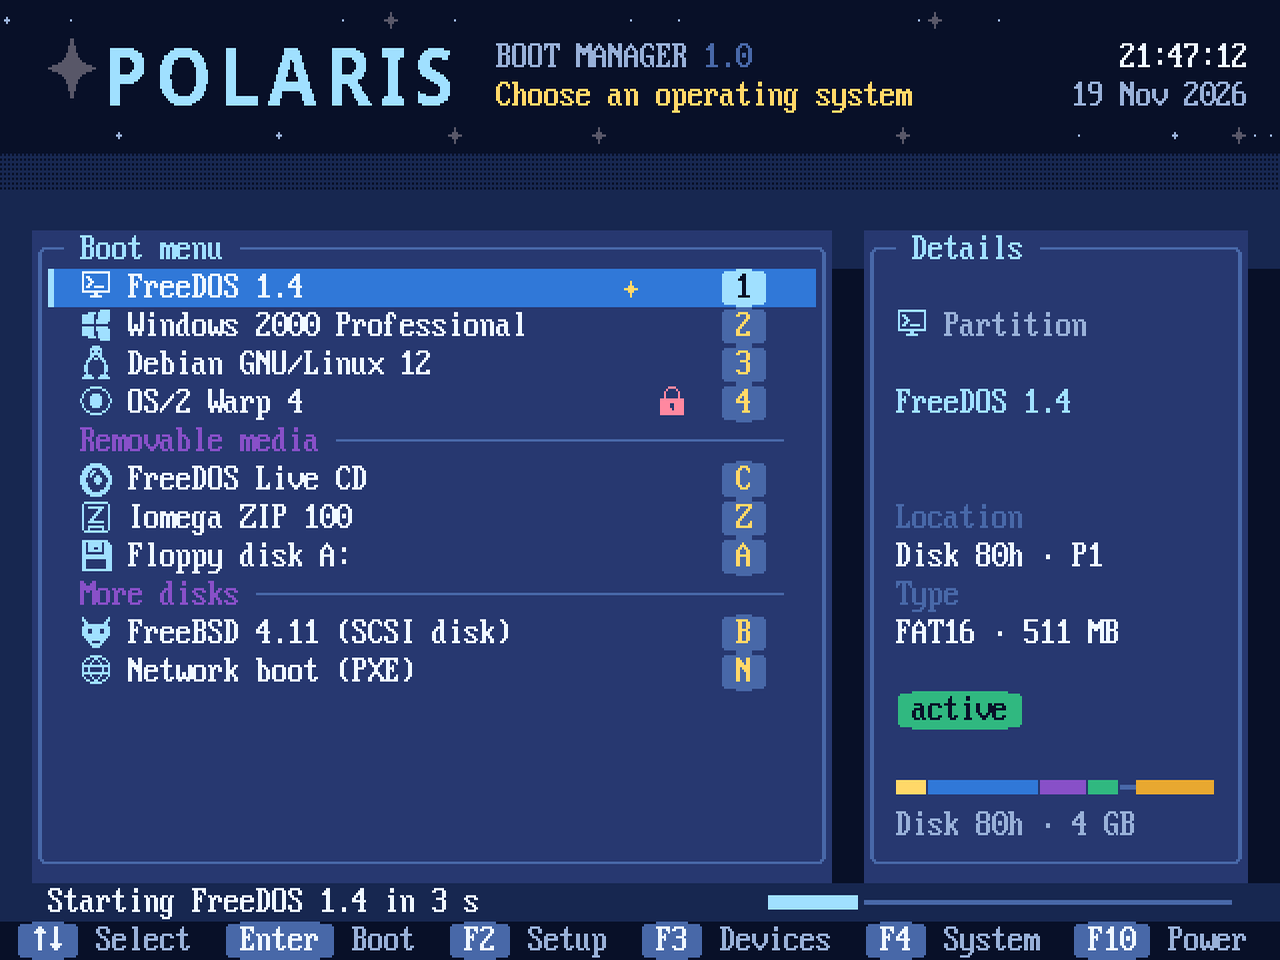 POLARIS
BOOT MANAGER 1.0
Choose an operating system
21:47:12
19 Nov 2026
Boot menu
FreeDOS 1.4 1
Windows 2000 Professional 2
Debian GNU/Linux 12 3
OS/2 Warp 4 4
Removable media
FreeDOS Live CD C
Iomega ZIP 100 Z
Floppy disk A: A
More disks
FreeBSD 4.11 (SCSI disk) B
Network boot (PXE) N
Details
Partition
FreeDOS 1.4
Location
Disk 80h · P1
Type
FAT16 · 511 MB
active
Disk 80h · 4 GB
Starting FreeDOS 1.4 in 3 s
↑↓ Select Enter Boot F2 Setup F3 Devices F4 System F10 Power